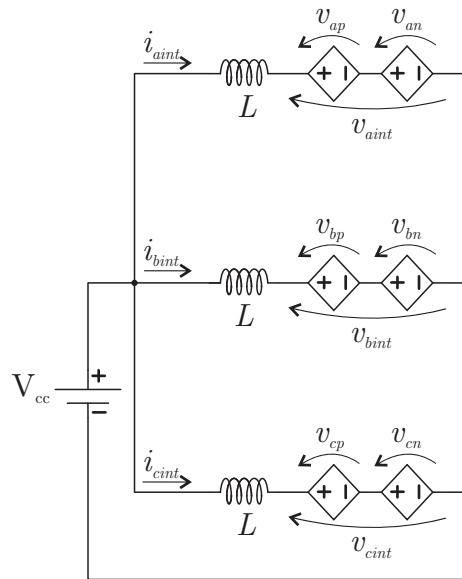 v_ap v_an
i_aint
L
v_aint
v_bp v_bn
i_bint
L
v_bint
V_cc
v_cp v_cn
i_cint
L
v_cint